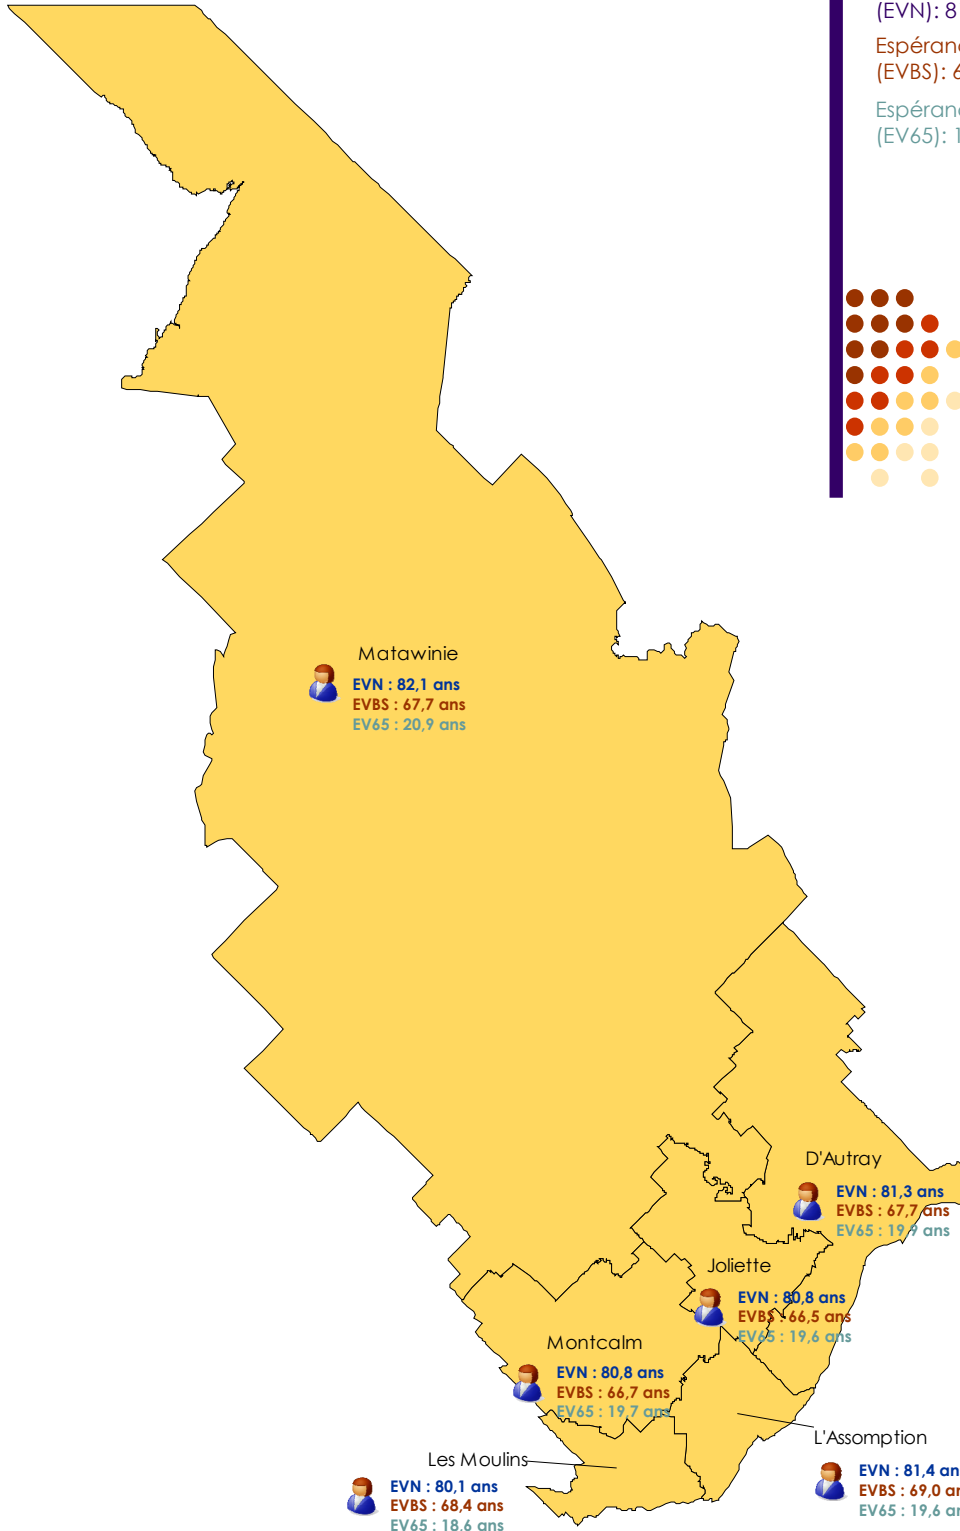 (EVN): 8
(EVBS): 6
(EV65): 1
Matawinie
EVN : 82,1 ans
EVBS : 67,7 ans
EV65 : 20,9 ans
D'Autray
EVN : 81,3 ans
EVBS : 67,7 ans
EV65 : 19,9 ans
Joliette
EVN : 80,8 ans
EVBS : 66,5 ans
EV65 : 19,6 ans
Montcalm
EVN : 80,8 ans
EVBS : 66,7 ans
EV65 : 19,7 ans
L'Assomption
EVN : 81,4 an
EVBS : 69,0 a
EV65 : 19,6 an
Les Moulins
EVN : 80,1 ans
EVBS : 68,4 ans
EV65 : 18,6 ans